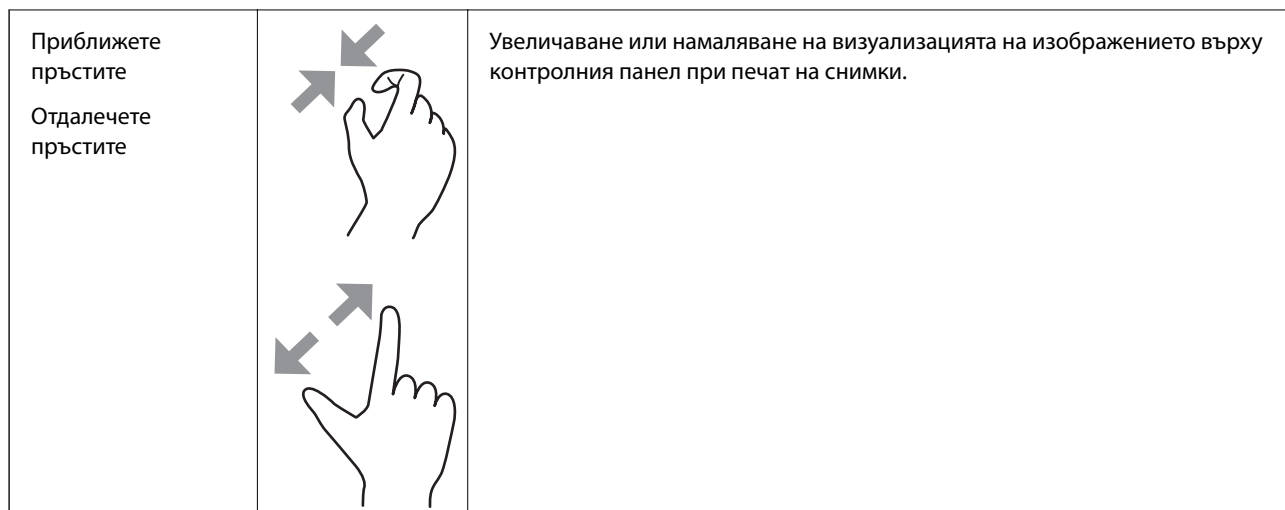 Приближете
пръстите
Отдалечете
пръстите
Увеличаване или намаляване на визуализацията на изображението върху
контролния панел при печат на снимки.